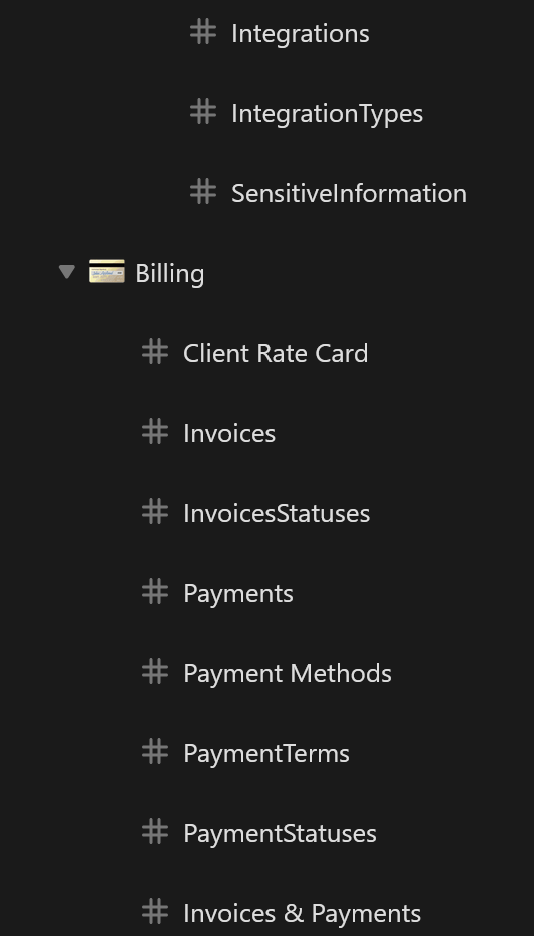 Integrations
IntegrationTypes
SensitiveInformation
Billing
Client Rate Card
Invoices
InvoicesStatuses
Payments
Payment Methods
PaymentTerms
PaymentStatuses
Invoices & Payments